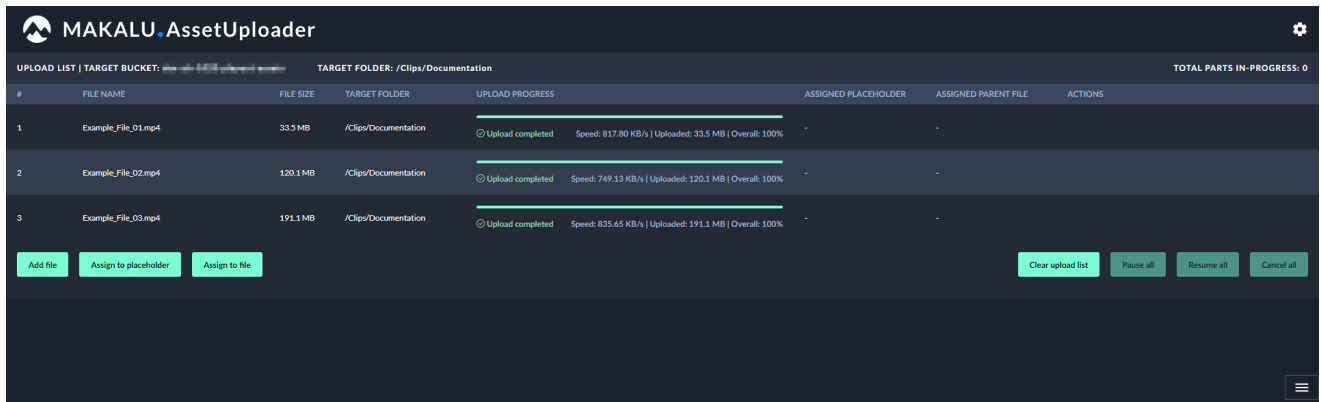 MAKALU.AssetUploader
UPLOAD LIST | TARGET BUCKET: TARGET FOLDER: /Clips/Documentation TOTAL PARTS IN-PROGRESS: 0
# FILE NAME FILE SIZE TARGET FOLDER UPLOAD PROGRESS ASSIGNED PLACEHOLDER ASSIGNED PARENT FILE ACTIONS
1 Example_File_01.mp4 33.5 MB /Clips/Documentation Upload completed Speed: 817.80 KB/s | Uploaded: 33.5 MB | Overall: 100% - -
2 Example_File_02.mp4 120.1 MB /Clips/Documentation Upload completed Speed: 749.13 KB/s | Uploaded: 120.1 MB | Overall: 100% - -
3 Example_File_03.mp4 191.1 MB /Clips/Documentation Upload completed Speed: 835.65 KB/s | Uploaded: 191.1 MB | Overall: 100% - -
Add file Assign to placeholder Assign to file Clear upload list Pause all Resume all Cancel all